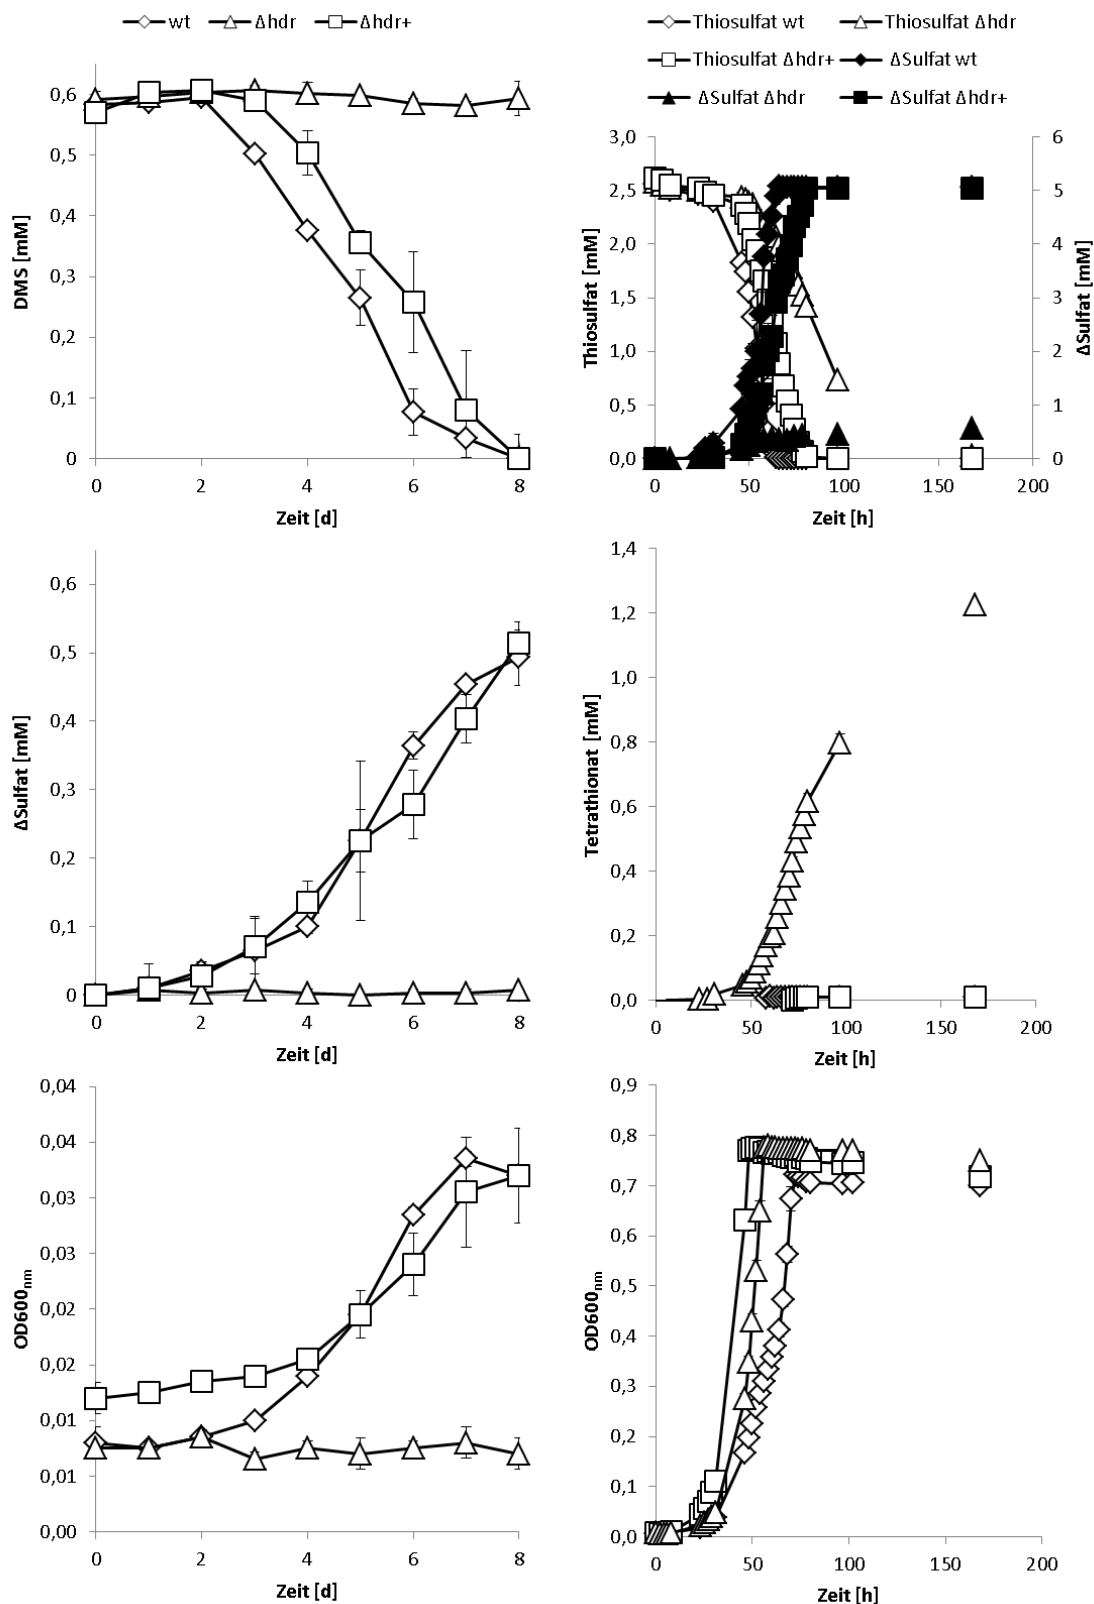 wt Δhdr Δhdr+
0,6
0,5
0,4
0,3
0,2
0,1
0
DMS [mM]
0 2 4 6 8
Zeit [d]
Thiosulfat wt Thiosulfat Δhdr
Thiosulfat Δhdr+ ΔSulfat wt
ΔSulfat Δhdr ΔSulfat Δhdr+
3,0
2,5
2,0
1,5
1,0
0,5
0,0
Thiosulfat [mM]
6
5
4
3
2
1
0
ΔSulfat [mM]
0 50 100 150 200
Zeit [h]
0,6
0,5
0,4
0,3
0,2
0,1
0
ΔSulfat [mM]
0 2 4 6 8
Zeit [d]
1,4
1,2
1,0
0,8
0,6
0,4
0,2
0,0
Tetrathionat [mM]
0 50 100 150 200
Zeit [h]
0,04
0,04
0,03
0,03
0,02
0,02
0,01
0,01
0,00
OD600nm
0 2 4 6 8
Zeit [d]
0,9
0,8
0,7
0,6
0,5
0,4
0,3
0,2
0,1
0,0
OD600nm
0 50 100 150 200
Zeit [h]